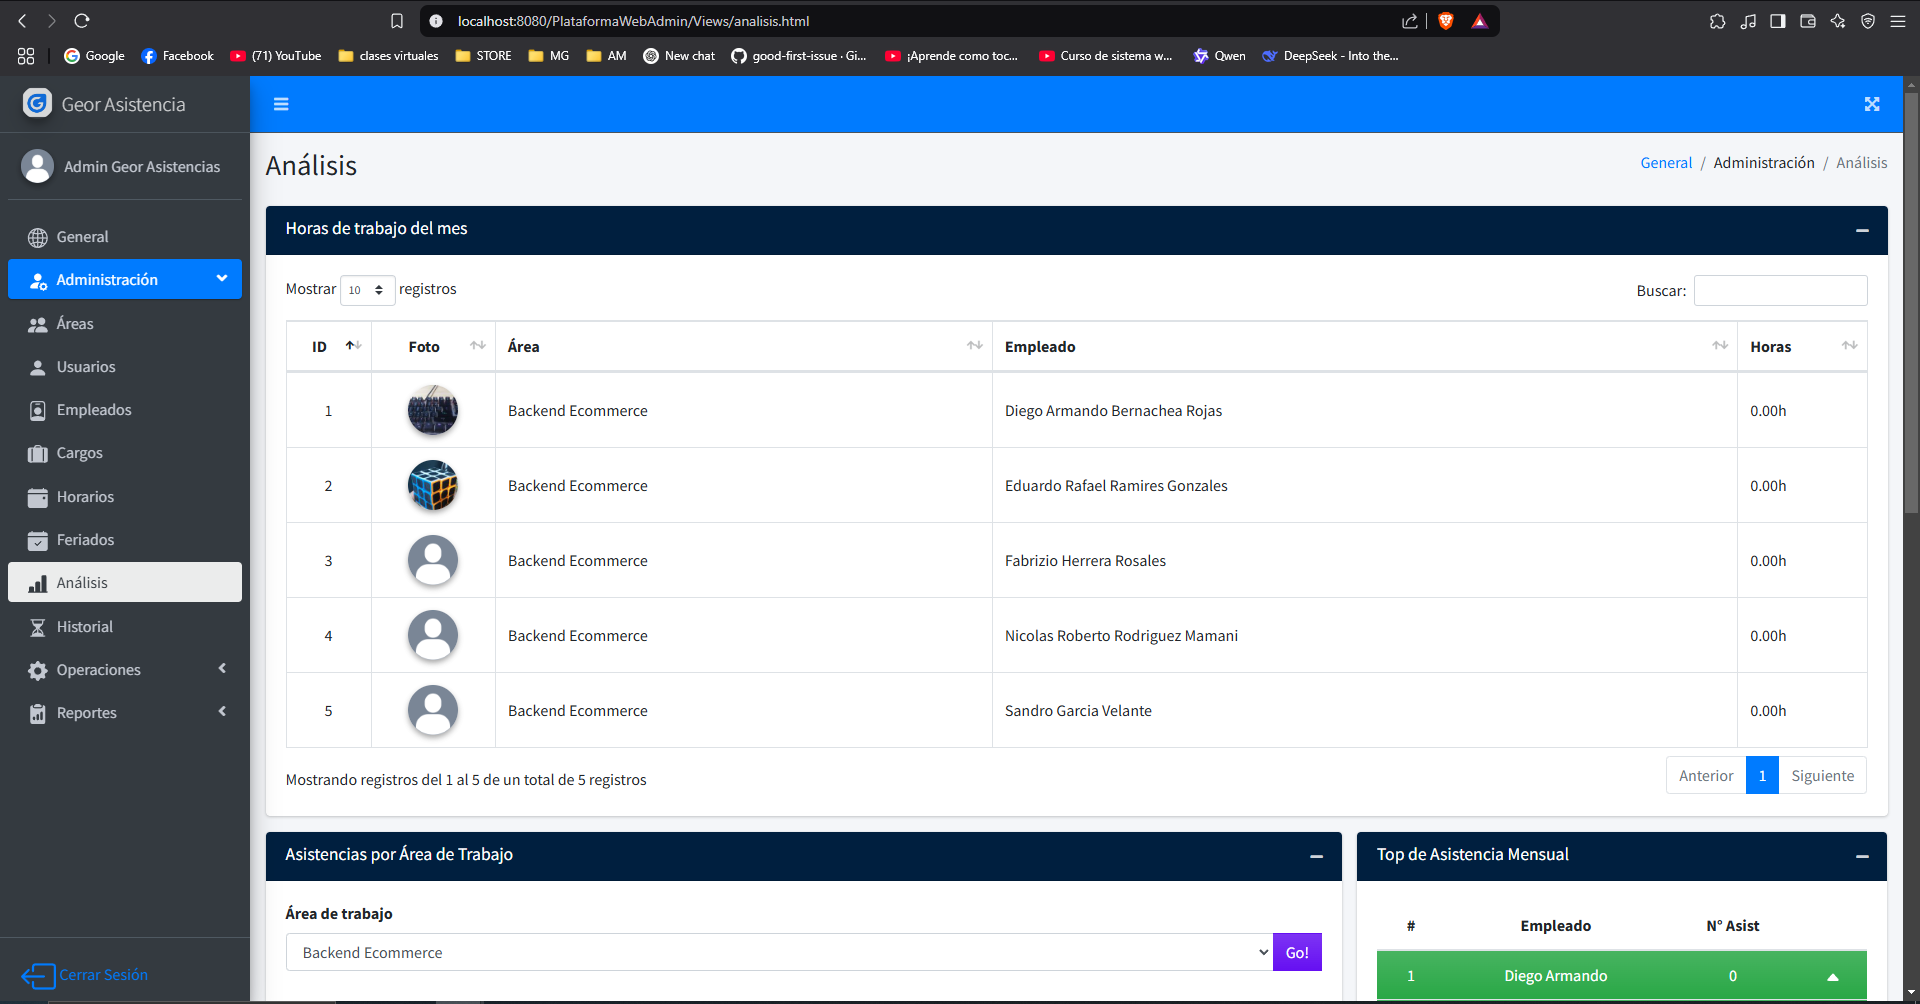 localhost:8080/PlataformaWebAdmin/Views/analisis.html
Google Facebook (71) YouTube clases virtuales STORE MG AM New chat good-first-issue · Gi... ¡Aprende como toc... Curso de sistema w... Qwen DeepSeek - Into the...
Geor Asistencia
Admin Geor Asistencias
General
Administración
Áreas
Usuarios
Empleados
Cargos
Horarios
Feriados
Análisis
Historial
Operaciones
Reportes
Cerrar Sesión
Análisis
General / Administración / Análisis
Horas de trabajo del mes
Mostrar 10 registros
Buscar:
ID Foto Área Empleado Horas
1 Backend Ecommerce Diego Armando Bernachea Rojas 0.00h
2 Backend Ecommerce Eduardo Rafael Ramires Gonzales 0.00h
3 Backend Ecommerce Fabrizio Herrera Rosales 0.00h
4 Backend Ecommerce Nicolas Roberto Rodriguez Mamani 0.00h
5 Backend Ecommerce Sandro Garcia Velante 0.00h
Mostrando registros del 1 al 5 de un total de 5 registros
Anterior 1 Siguiente
Asistencias por Área de Trabajo
Área de trabajo
Backend Ecommerce Go!
Top de Asistencia Mensual
# Empleado N° Asist
1 Diego Armando 0